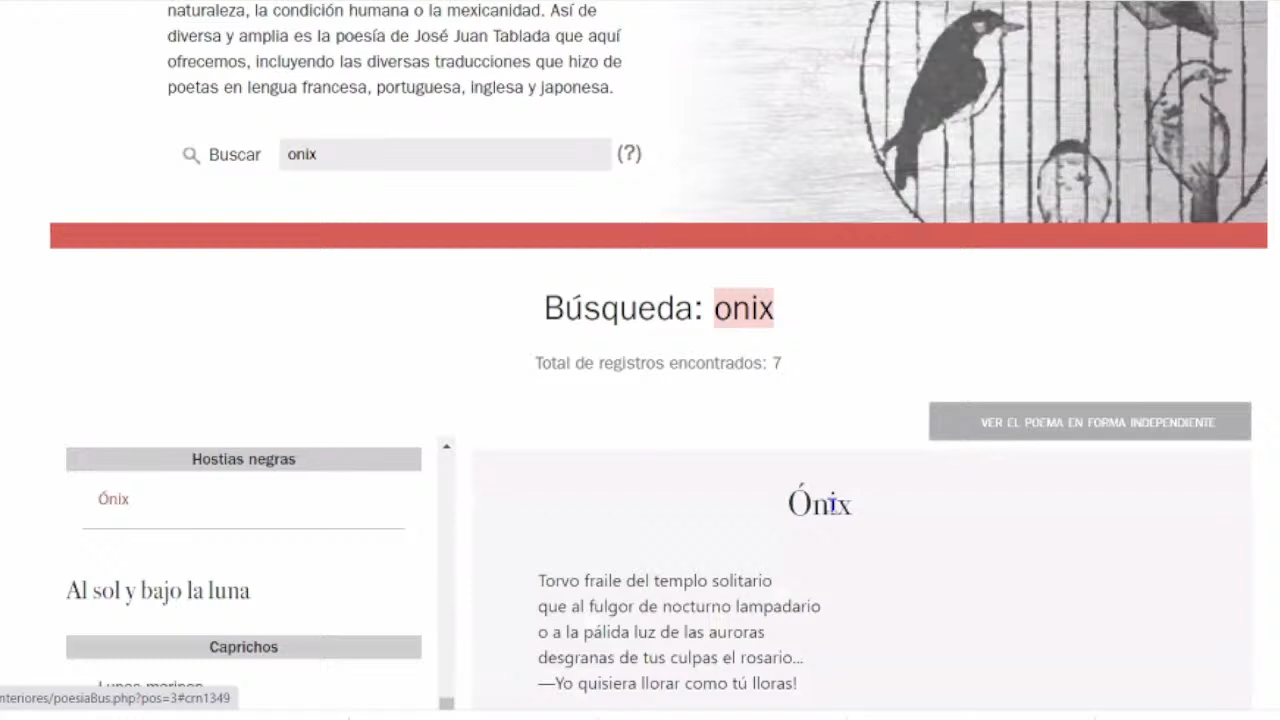 naturaleza, la condición humana o la mexicanidad. Así de
diversa y amplia es la poesía de José Juan Tablada que aquí
ofrecemos, incluyendo las diversas traducciones que hizo de
poetas en lengua francesa, portuguesa, inglesa y japonesa.
Buscar onix (?)
Búsqueda: onix
Total de registros encontrados: 7
VER EL POEMA EN FORMA INDEPENDIENTE
Hostias negras
Ónix
Al sol y bajo la luna
Caprichos
Lunas marinas
nteriores/poesiaBus.php?pos=3#crn1349
Ónix
Torvo fraile del templo solitario
que al fulgor de nocturno lampadario
o a la pálida luz de las auroras
desgranas de tus culpas el rosario...
—Yo quisiera llorar como tú lloras!